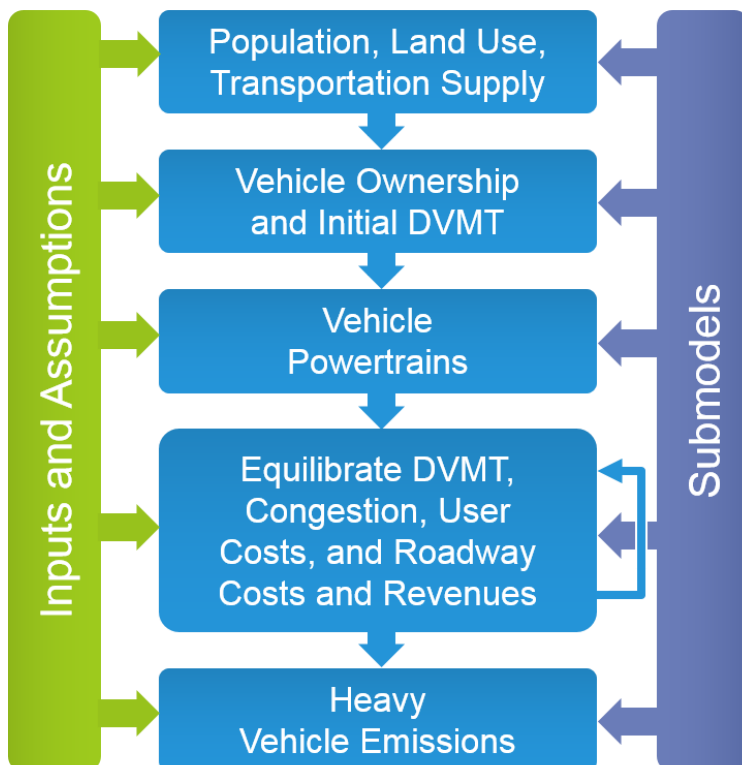 Inputs and Assumptions
Population, Land Use,
Transportation Supply
Vehicle Ownership
and Initial DVMT
Vehicle
Powertrains
Equilibrate DVMT,
Congestion, User
Costs, and Roadway
Costs and Revenues
Heavy
Vehicle Emissions
Submodels